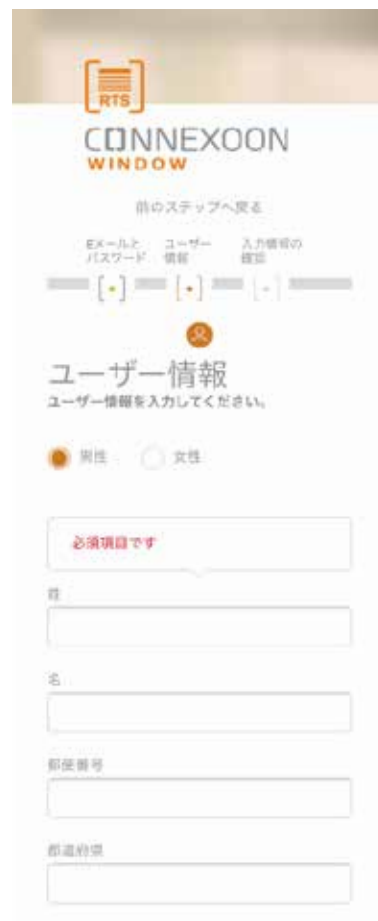 RTS
CONNEXOON
WINDOW
前のステップへ戻る
Eメールと ユーザー 入力情報の
パスワード 情報 確認
ユーザー情報
ユーザー情報を入力してください。
男性 女性
必須項目です
姓
名
郵便番号
都道府県